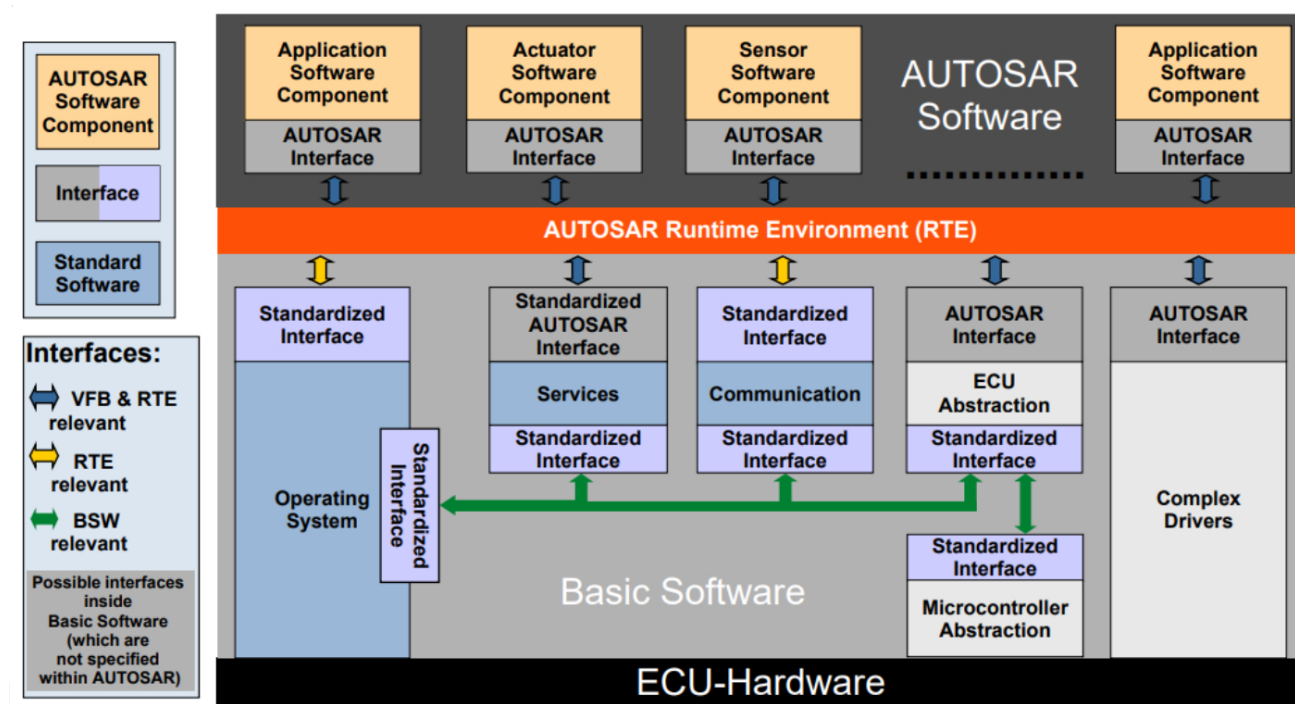 AUTOSAR
Software
Component
Interface
Standard
Software
Interfaces:
VFB & RTE
relevant
RTE
relevant
BSW
relevant
Possible interfaces
inside
Basic Software
(which are
not specified
within AUTOSAR)
Application
Software
Component
AUTOSAR
Interface
Actuator
Software
Component
AUTOSAR
Interface
Sensor
Software
Component
AUTOSAR
Interface
AUTOSAR
Software
Application
Software
Component
AUTOSAR
Interface
AUTOSAR Runtime Environment (RTE)
Standardized
Interface
Operating
System
Standardized
Interface
Standardized
AUTOSAR
Interface
Services
Standardized
Interface
Standardized
Interface
Communication
Standardized
Interface
AUTOSAR
Interface
ECU
Abstraction
Standardized
Interface
Standardized
Interface
Microcontroller
Abstraction
AUTOSAR
Interface
Complex
Drivers
Basic Software
ECU-Hardware